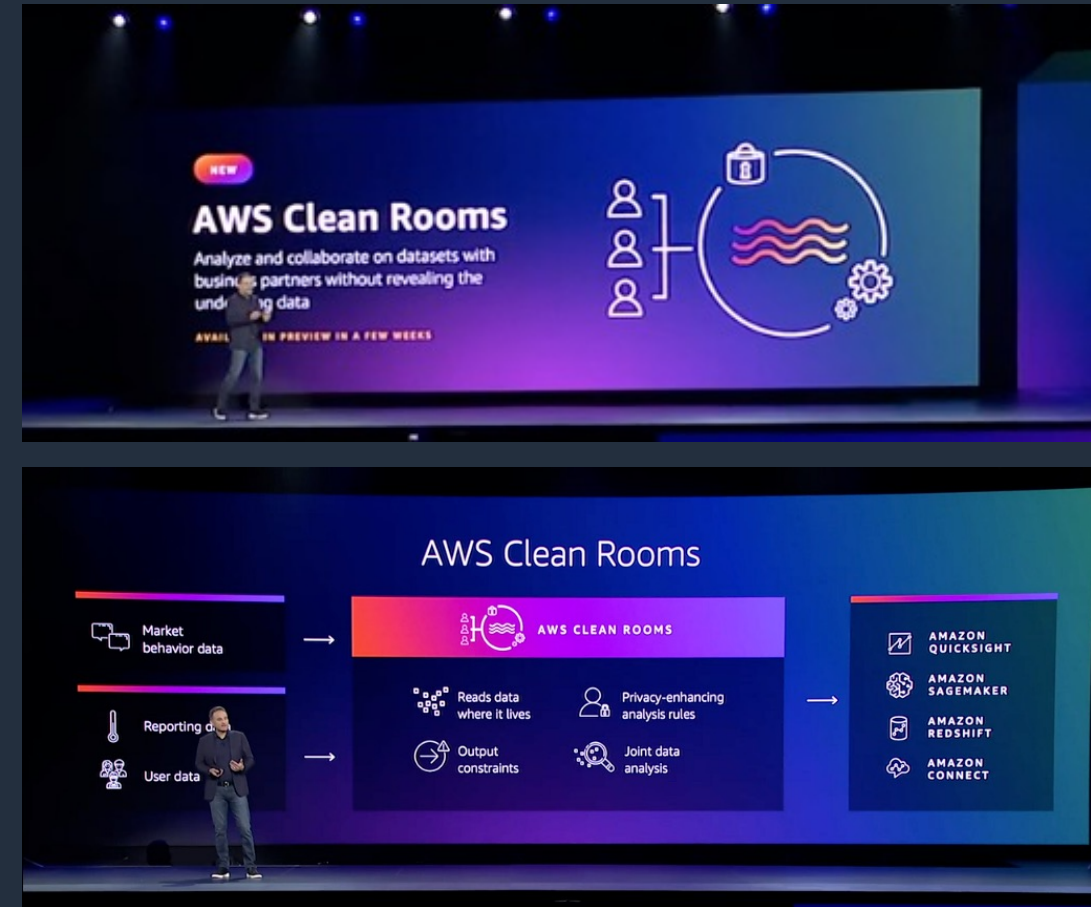 NEW
AWS Clean Rooms
Analyze and collaborate on datasets with
partners without revealing the
data
IN PREVIEW IN A FEW WEEKS
AWS Clean Rooms
Market
behavior data
Reporting
User data
AWS CLEAN ROOMS
Reads data
where it lives
Privacy-enhancing
analysis rules
Output
constraints
Joint data
analysis
AMAZON
QUICKSIGHT
AMAZON
SAGEMAKER
AMAZON
REDSHIFT
AMAZON
CONNECT